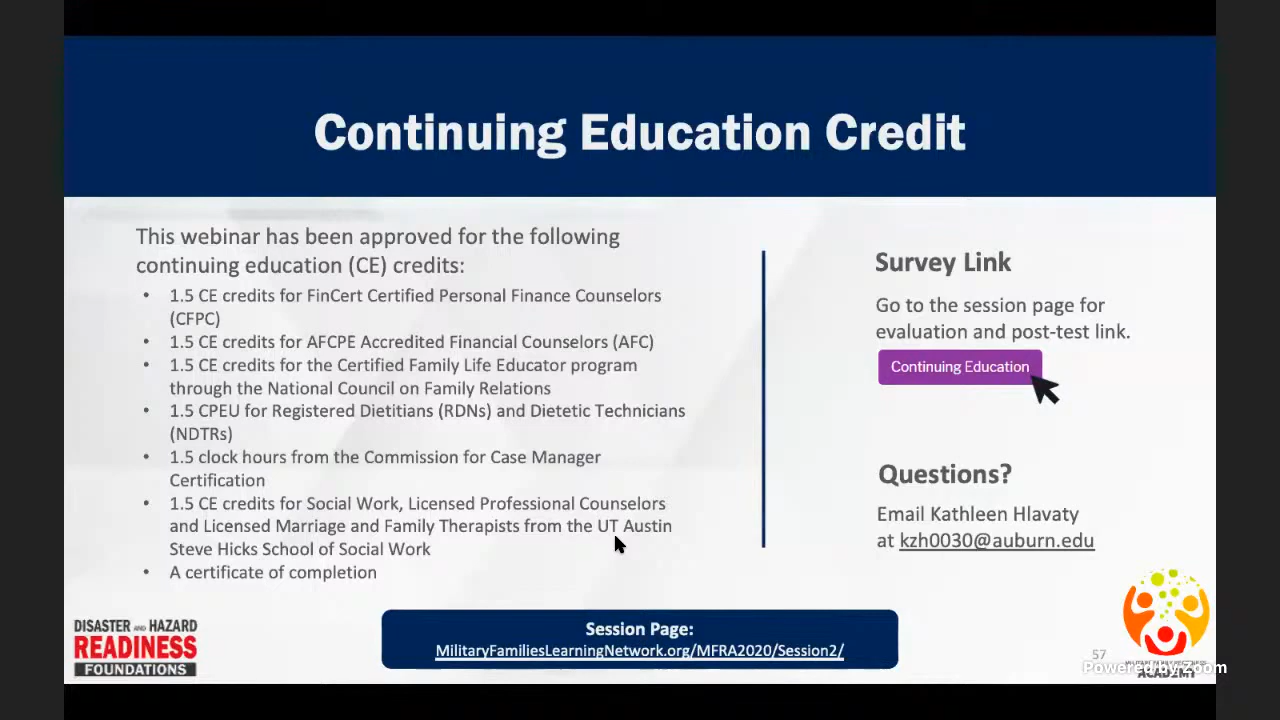 Continuing Education Credit
This webinar has been approved for the following
continuing education (CE) credits:
• 1.5 CE credits for FinCert Certified Personal Finance Counselors
(CFPC)
• 1.5 CE credits for AFCPE Accredited Financial Counselors (AFC)
• 1.5 CE credits for the Certified Family Life Educator program
through the National Council on Family Relations
• 1.5 CPEU for Registered Dietitians (RDNs) and Dietetic Technicians
(NDTRs)
• 1.5 clock hours from the Commission for Case Manager
Certification
• 1.5 CE credits for Social Work, Licensed Professional Counselors
and Licensed Marriage and Family Therapists from the UT Austin
Steve Hicks School of Social Work
• A certificate of completion
Survey Link
Go to the session page for
evaluation and post-test link.
Continuing Education
Questions?
Email Kathleen Hlavaty
at kzh0030@auburn.edu
DISASTER AND HAZARD
READINESS
FOUNDATIONS
Session Page:
MilitaryFamiliesLearningNetwork.org/MFRA2020/Session2/
57
Powered by Zoom
ACADEMY